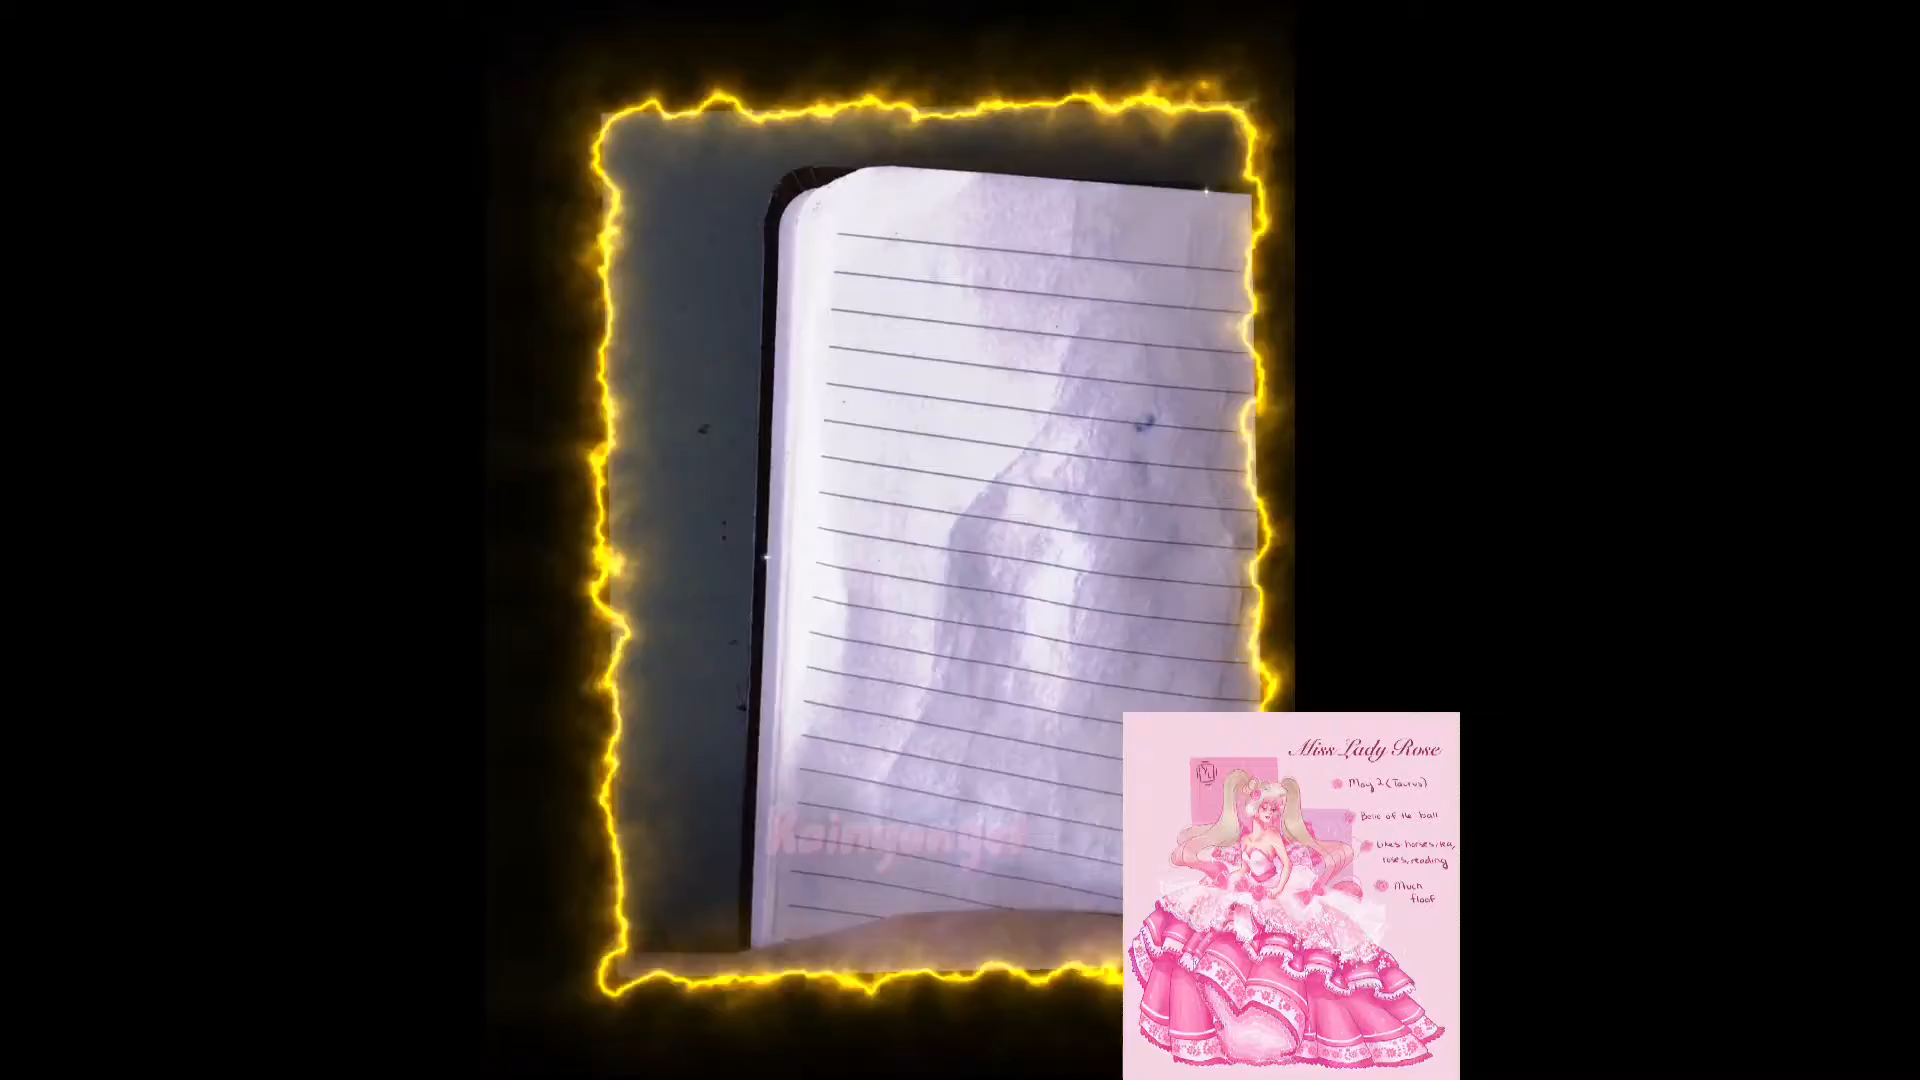 Miss Lady Rose
May 2 (Taurus)
Belle of the ball
Likes: horses, tea,
roses, reading
Much
floof